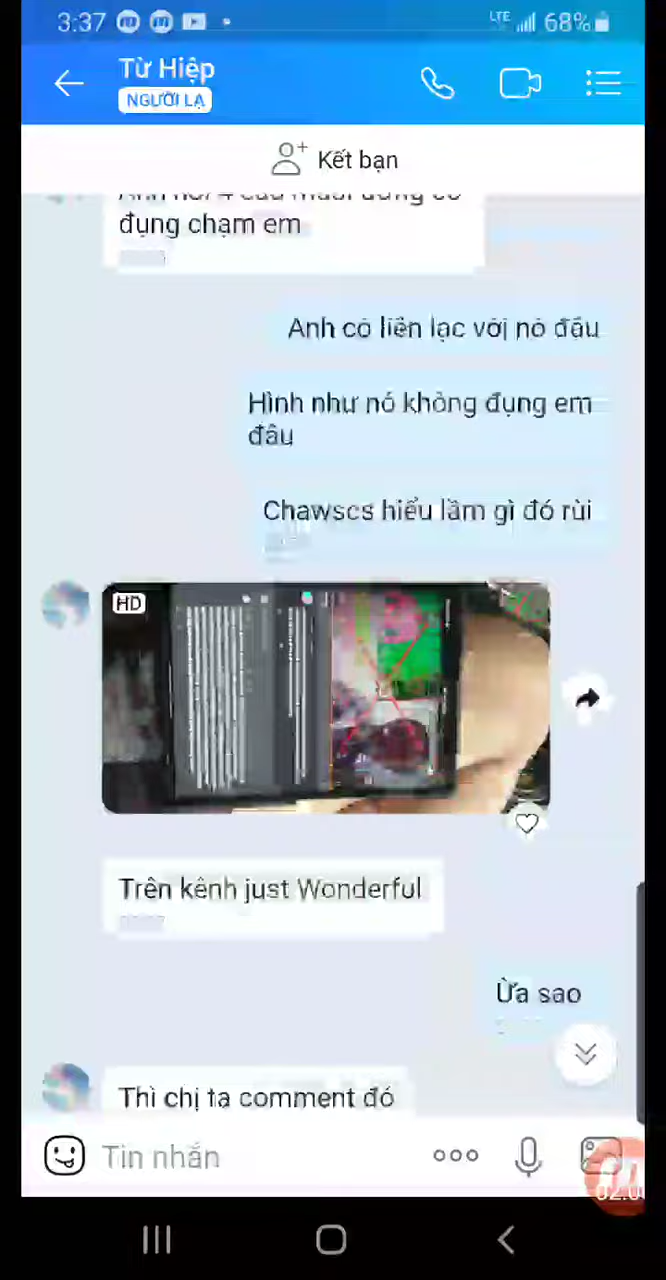 3:37
LTE 68%
Từ Hiệp
NGƯỜI LẠ
Kết bạn
đụng chạm em
Anh có liên lạc với nó đâu
Hình như nó không đụng em
đâu
Chawscs hiểu lầm gì đó rùi
HD
Trên kênh just Wonderful
Ừa sao
Thì chị ta comment đó
Tin nhắn